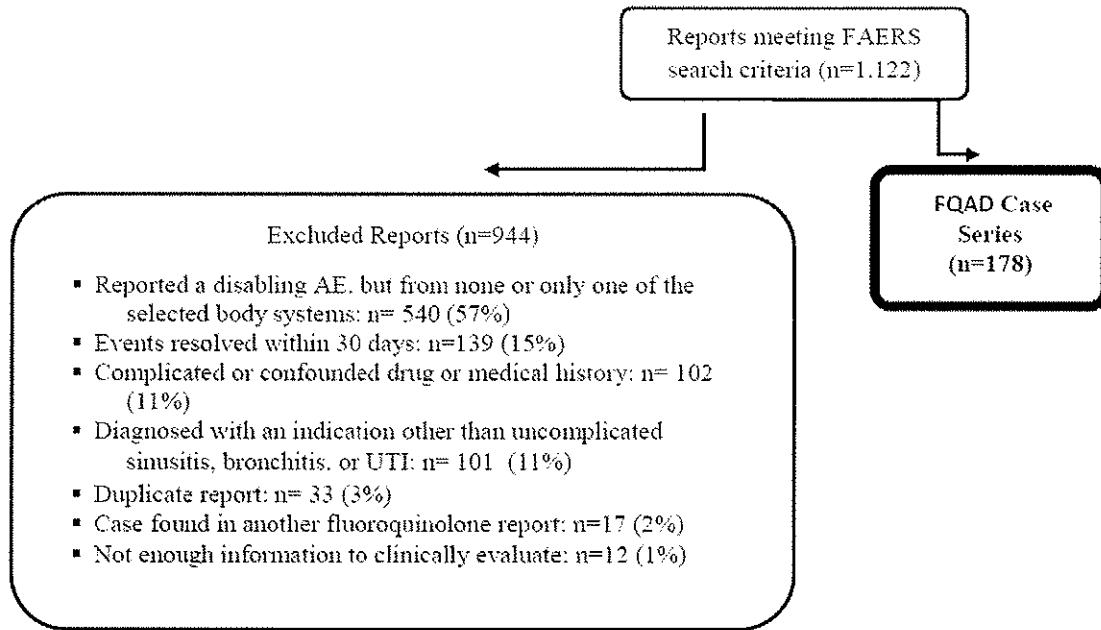 Reports meeting FAERS
search criteria (n=1.122)
FQAD Case
Series
(n=178)
Excluded Reports (n=944)
▪ Reported a disabling AE. but from none or only one of the
selected body systems: n= 540 (57%)
▪ Events resolved within 30 days: n=139 (15%)
▪ Complicated or confounded drug or medical history: n= 102
(11%)
▪ Diagnosed with an indication other than uncomplicated
sinusitis, bronchitis. or UTI: n= 101 (11%)
▪ Duplicate report: n= 33 (3%)
▪ Case found in another fluoroquinolone report: n=17 (2%)
▪ Not enough information to clinically evaluate: n=12 (1%)